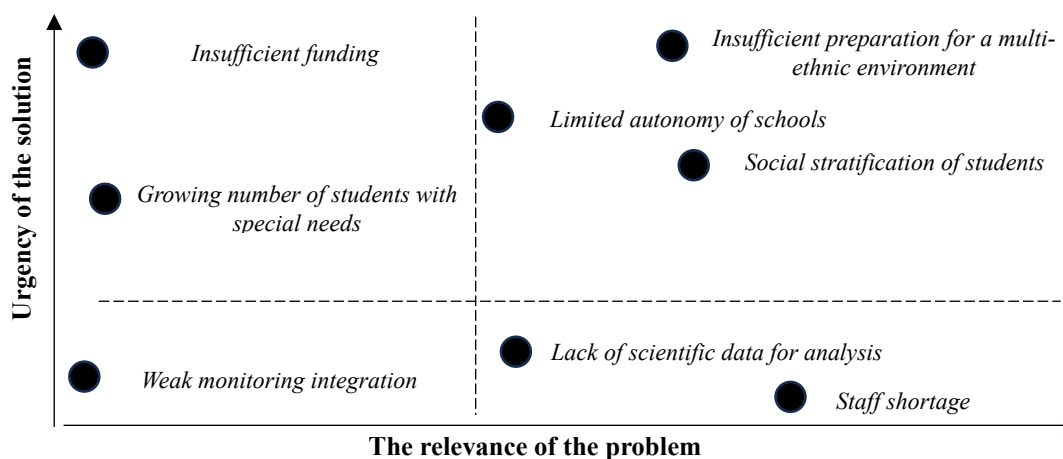 Urgency of the solution
Insufficient funding
Insufficient preparation for a multi-
ethnic environment
Limited autonomy of schools
Social stratification of students
Growing number of students with
special needs
Lack of scientific data for analysis
Weak monitoring integration
Staff shortage
The relevance of the problem